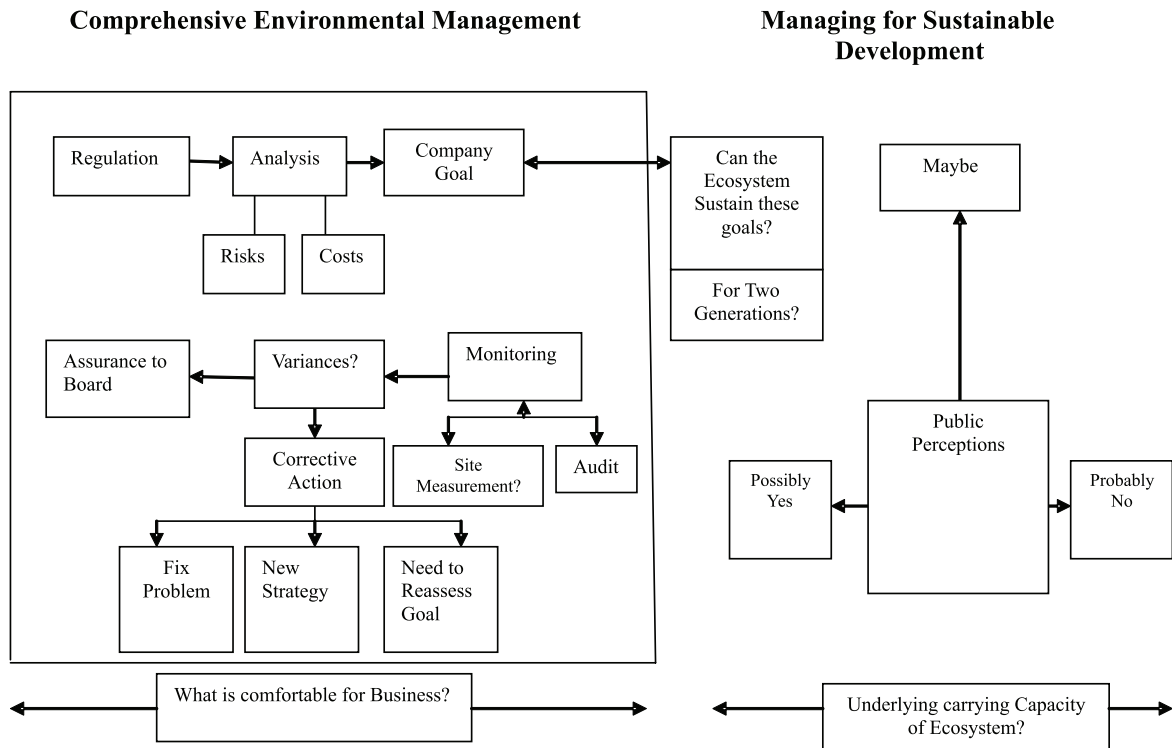 Comprehensive Environmental Management
Managing for Sustainable
Development
Regulation
Analysis
Company
Goal
Can the
Ecosystem
Sustain these
goals?
Maybe
Risks
Costs
For Two
Generations?
Assurance to
Board
Variances?
Monitoring
Public
Perceptions
Corrective
Action
Site
Measurement?
Audit
Possibly
Yes
Probably
No
Fix
Problem
New
Strategy
Need to
Reassess
Goal
What is comfortable for Business?
Underlying carrying Capacity
of Ecosystem?